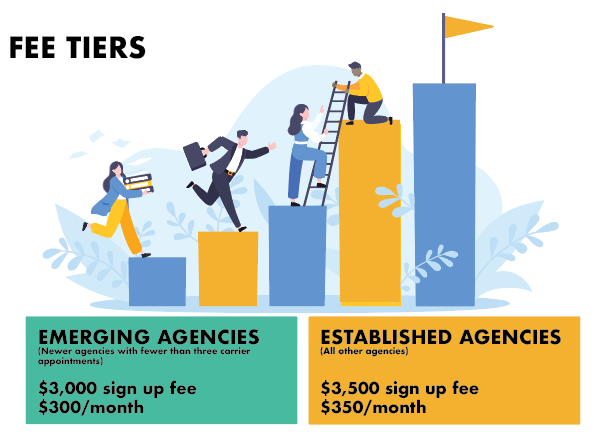 FEE TIERS
EMERGING AGENCIES
(Newer agencies with fewer than three carrier
appointments)
$3,000 sign up fee
$300/month
ESTABLISHED AGENCIES
(All other agencies)
$3,500 sign up fee
$350/month